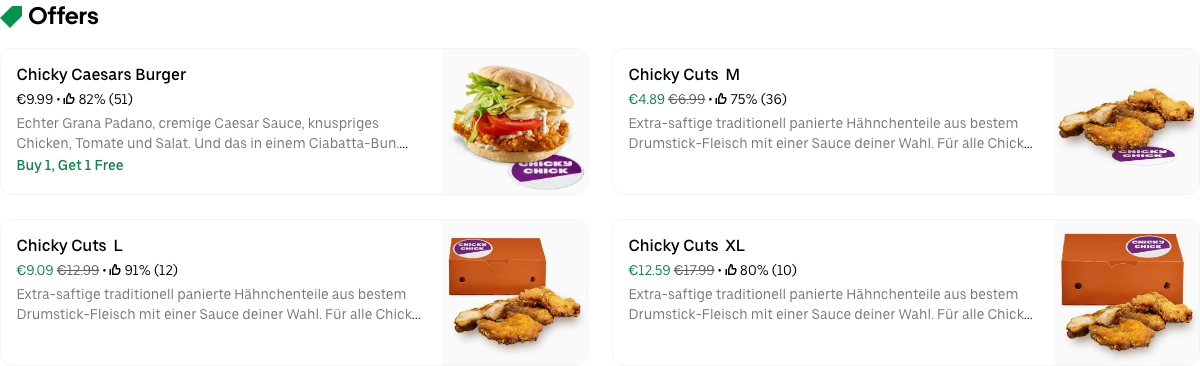 Offers
Chicky Caesars Burger
€9.99 • 82% (51)
Echter Grana Padano, cremige Caesar Sauce, knuspriges
Chicken, Tomate und Salat. Und das in einem Ciabatta-Bun....
Buy 1, Get 1 Free
CHICKY
CHICK
Chicky Cuts M
€4.89 €6.99 • 75% (36)
Extra-saftige traditionell panierte Hähnchenteile aus bestem
Drumstick-Fleisch mit einer Sauce deiner Wahl. Für alle Chick...
CHICKY
Chicky Cuts L
€9.09 €12.99 • 91% (12)
Extra-saftige traditionell panierte Hähnchenteile aus bestem
Drumstick-Fleisch mit einer Sauce deiner Wahl. Für alle Chick...
CHICKY
CHICK
Chicky Cuts XL
€12.59 €17.99 • 80% (10)
Extra-saftige traditionell panierte Hähnchenteile aus bestem
Drumstick-Fleisch mit einer Sauce deiner Wahl. Für alle Chick...
CHICKY
CHICK